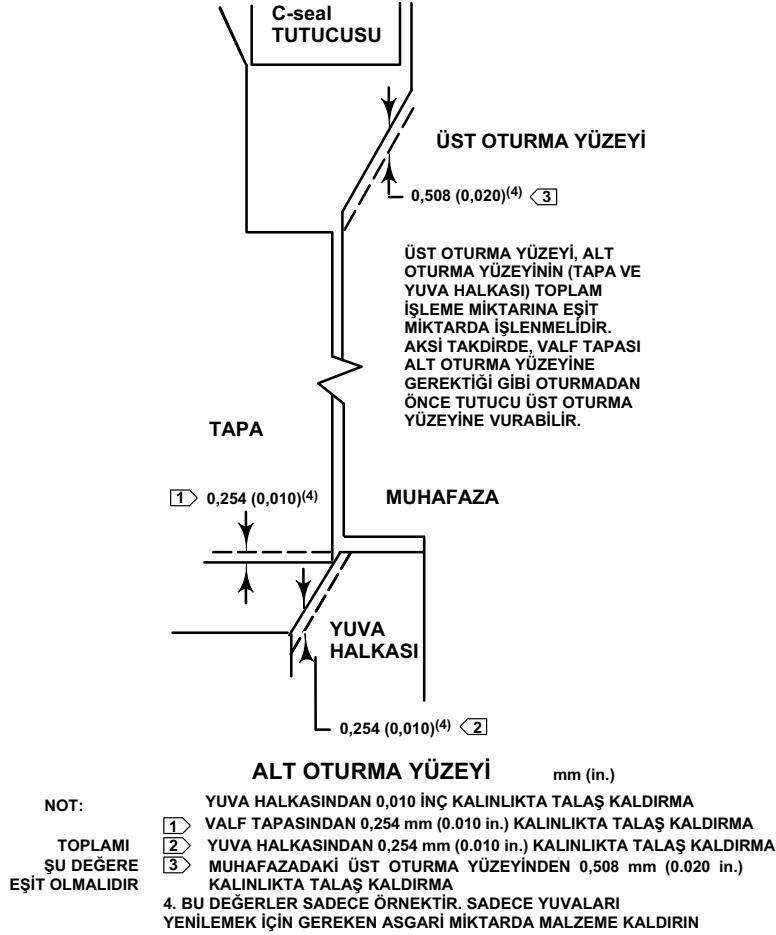 C-seal
TUTUCUSU
ÜST OTURMA YÜZEYİ
0,508 (0,020)(4) 3
ÜST OTURMA YÜZEYİ, ALT
OTURMA YÜZEYİNİN (TAPA VE
YUVA HALKASI) TOPLAM
İŞLEME MİKTARINA EŞİT
MİKTARDA İŞLENMELİDİR.
AKSİ TAKDİRDE, VALF TAPASI
ALT OTURMA YÜZEYİNE
GEREKTİĞİ GİBİ OTURMADAN
ÖNCE TUTUCU ÜST OTURMA
YÜZEYİNE VURABİLİR.
TAPA
1 0,254 (0,010)(4)
MUHAFAZA
YUVA
HALKASI
0,254 (0,010)(4) 2
ALT OTURMA YÜZEYİ mm (in.)
NOT: YUVA HALKASINDAN 0,010 İNÇ KALINLIKTA TALAŞ KALDIRMA
1 VALF TAPASINDAN 0,254 mm (0.010 in.) KALINLIKTA TALAŞ KALDIRMA
TOPLAMI 2 YUVA HALKASINDAN 0,254 mm (0.010 in.) KALINLIKTA TALAŞ KALDIRMA
ŞU DEĞERE 3 MUHAFAZADAKİ ÜST OTURMA YÜZEYİNDEN 0,508 mm (0.020 in.)
EŞİT OLMALIDIR KALINLIKTA TALAŞ KALDIRMA
4. BU DEĞERLER SADECE ÖRNEKTİR. SADECE YUVALARI
YENİLEMEK İÇİN GEREKEN ASGARİ MİKTARDA MALZEME KALDIRIN